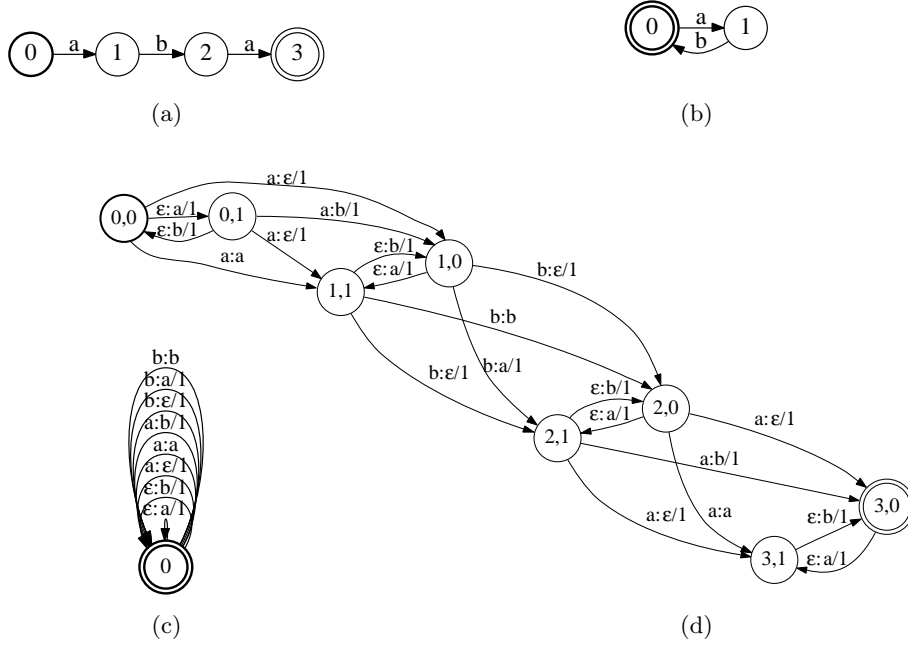 0 a 1 b 2 a 3
0 a 1
b
(a)
(b)
a:ε/1
0,0 ε:a/1 0,1 a:b/1
ε:b/1 a:ε/1
a:a
ε:b/1 1,0
ε:a/1
1,1
b:ε/1
b:b
b:ε/1 b:a/1
b:b
b:a/1
b:ε/1
a:b/1
a:a
a:ε/1
ε:b/1
ε:a/1
0
ε:b/1 2,0
ε:a/1
2,1
a:ε/1
a:b/1
a:ε/1 a:a
3,0
ε:b/1
3,1 ε:a/1
(c)
(d)